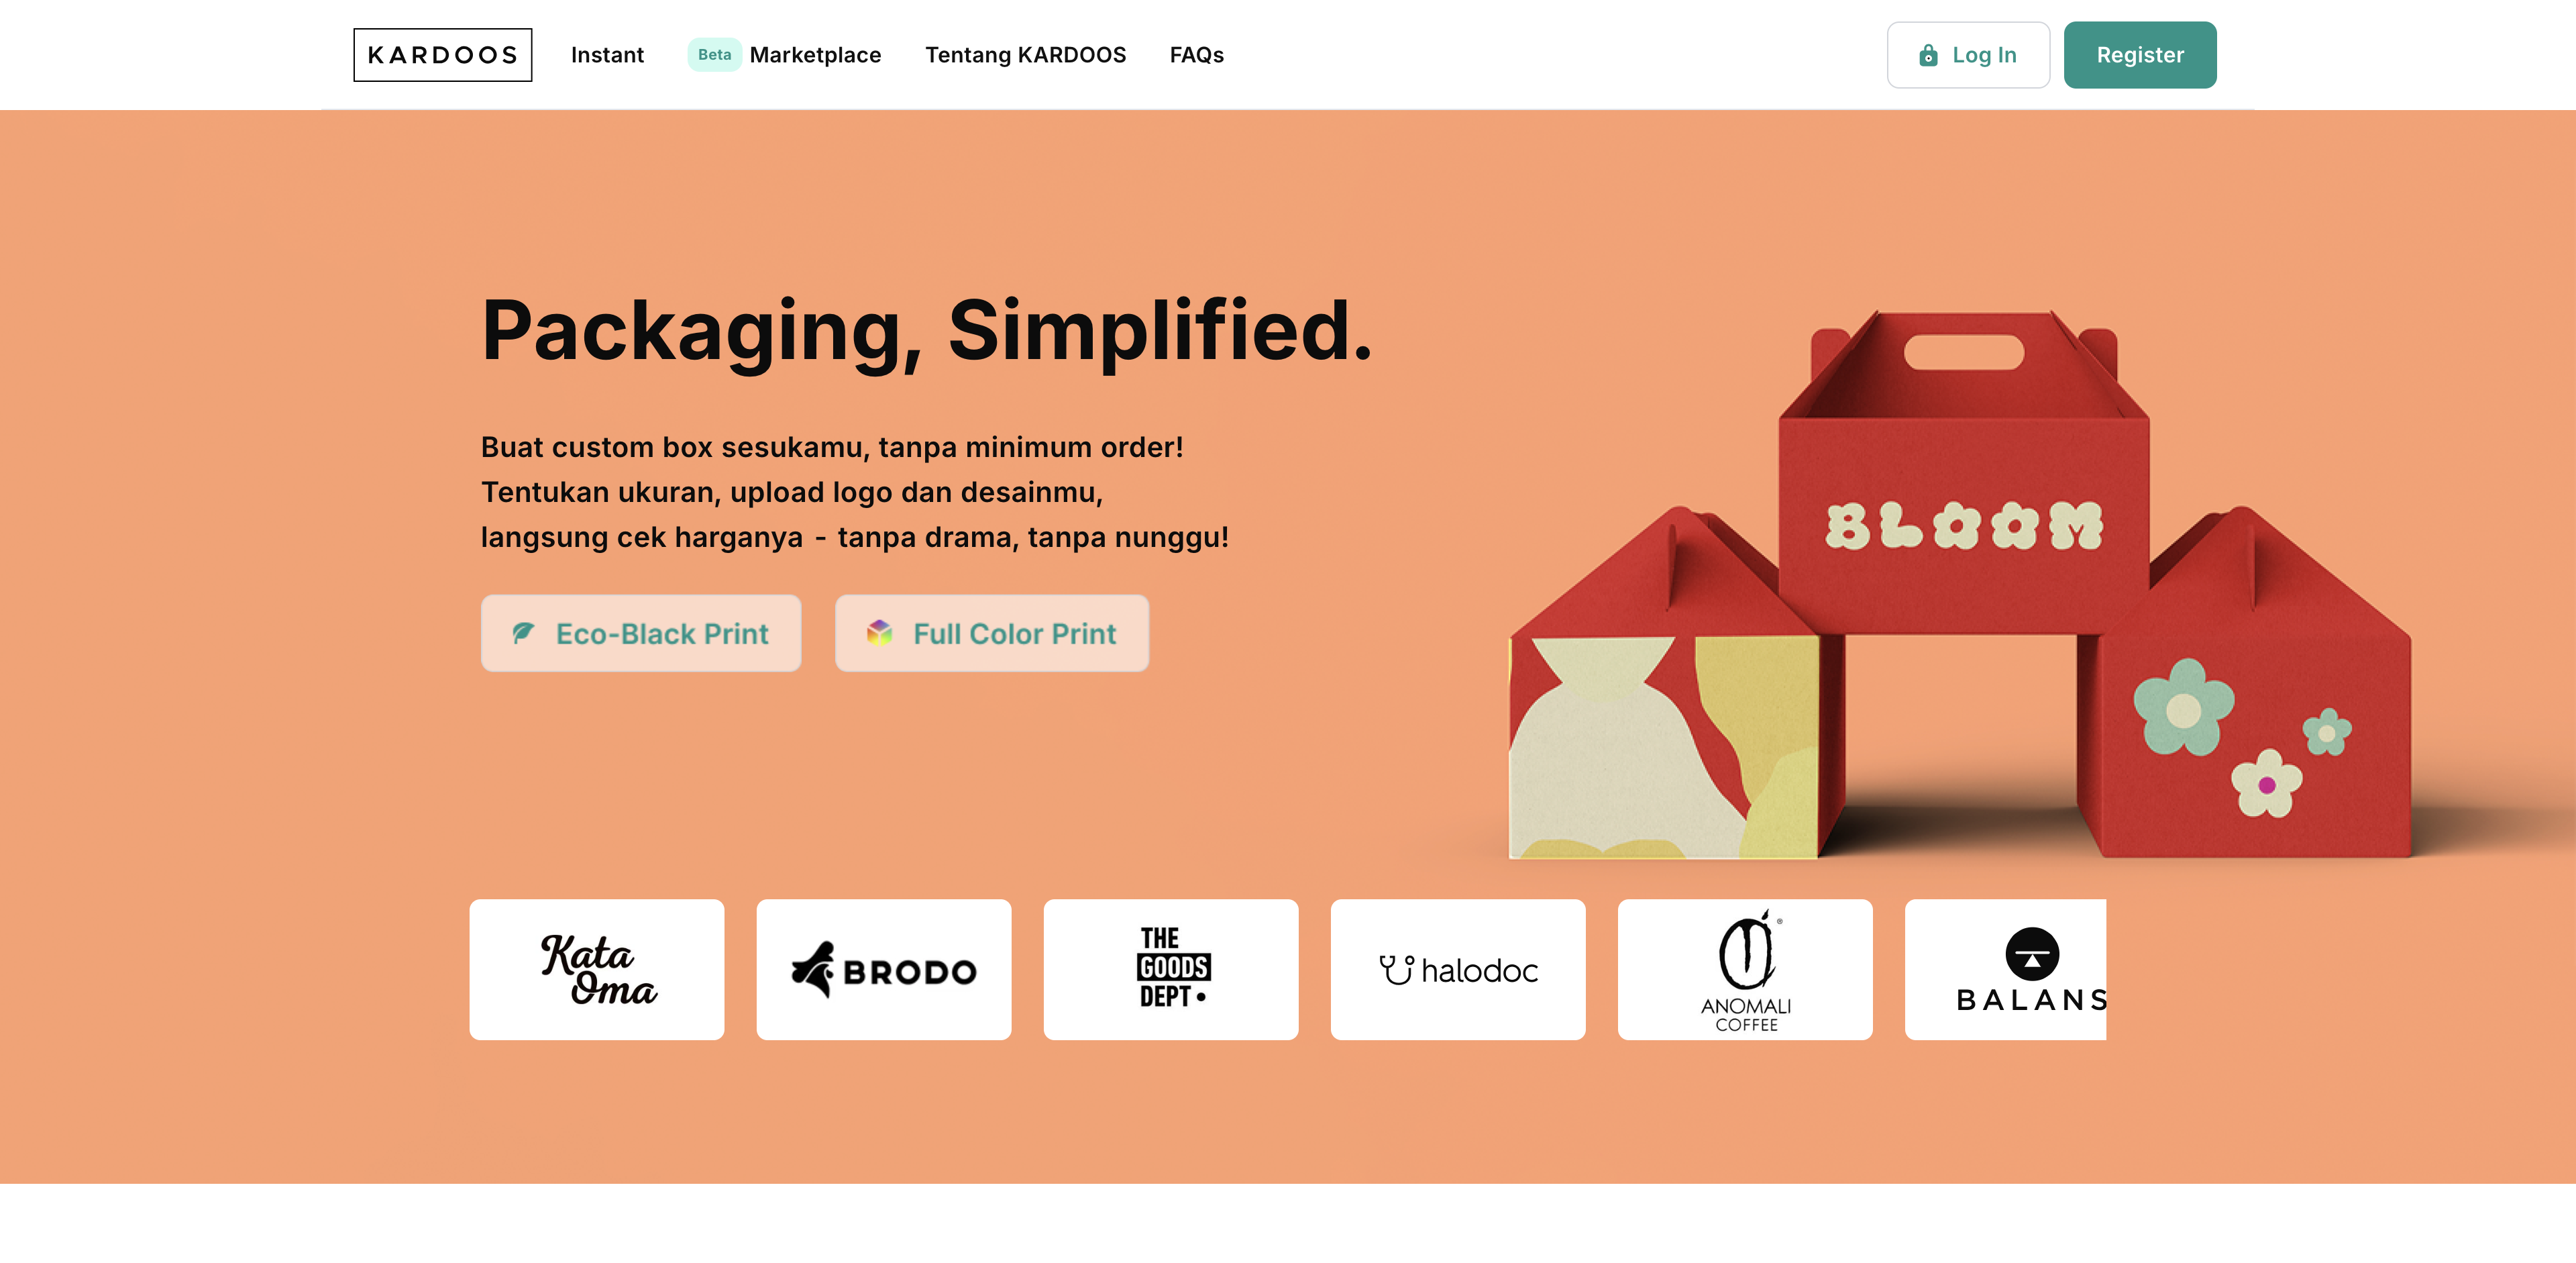 KARDOOS
Instant
Beta Marketplace
Tentang KARDOOS
FAQs
Log In
Register
Packaging, Simplified.
Buat custom box sesukamu, tanpa minimum order!
Tentukan ukuran, upload logo dan desainmu,
langsung cek harganya - tanpa drama, tanpa nunggu!
Eco-Black Print
Full Color Print
BLOOM
Kata
Oma
BRODO
THE
GOODS
DEPT
halodoc
ANOMALI
COFFEE
BALANS